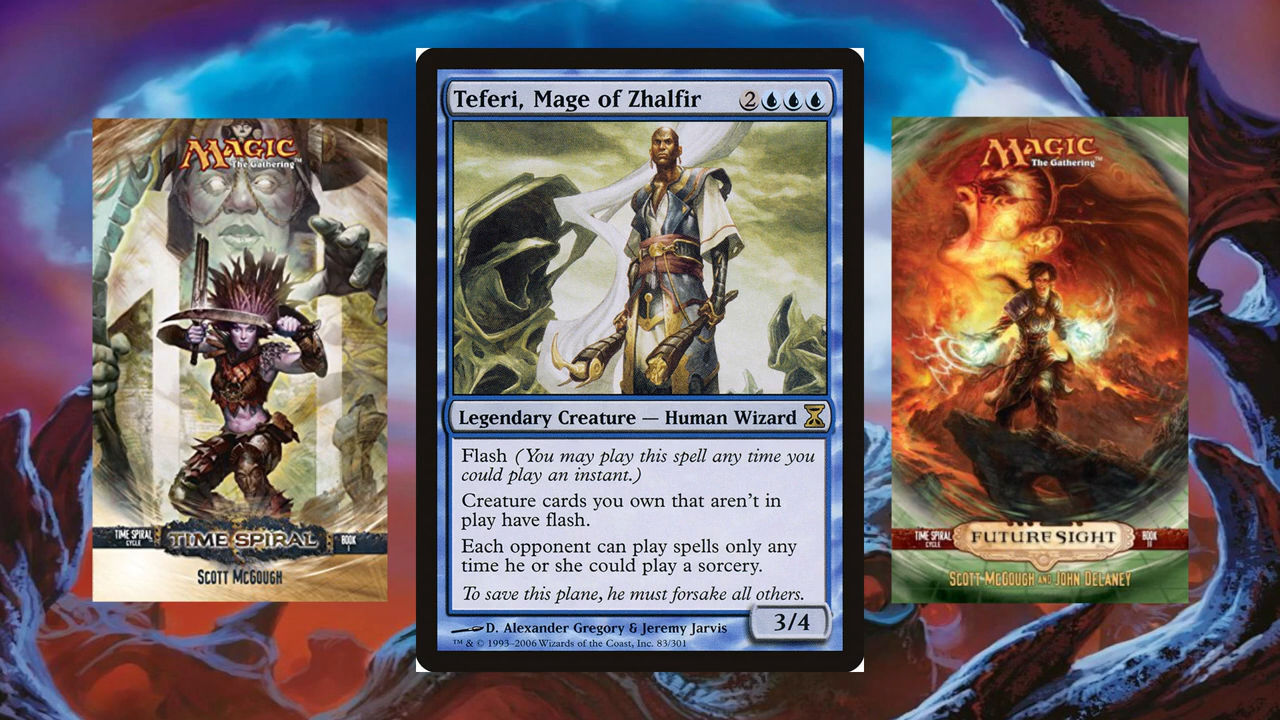 MAGIC
The Gathering™
TIME SPIRAL
CYCLE
TIME SPIRAL
BOOK
I
SCOTT McGOUGH
Teferi, Mage of Zhalfir
2
Legendary Creature — Human Wizard
Flash (You may play this spell any time you
could play an instant.)
Creature cards you own that aren't in
play have flash.
Each opponent can play spells only any
time he or she could play a sorcery.
To save this plane, he must forsake all others.
3/4
D. Alexander Gregory & Jeremy Jarvis
™ & © 1993–2006 Wizards of the Coast, Inc. 83/301
MAGIC
The Gathering™
TIME SPIRAL
CYCLE
FUTURE SIGHT
BOOK
III
SCOTT McGOUGH AND JOHN DELANEY